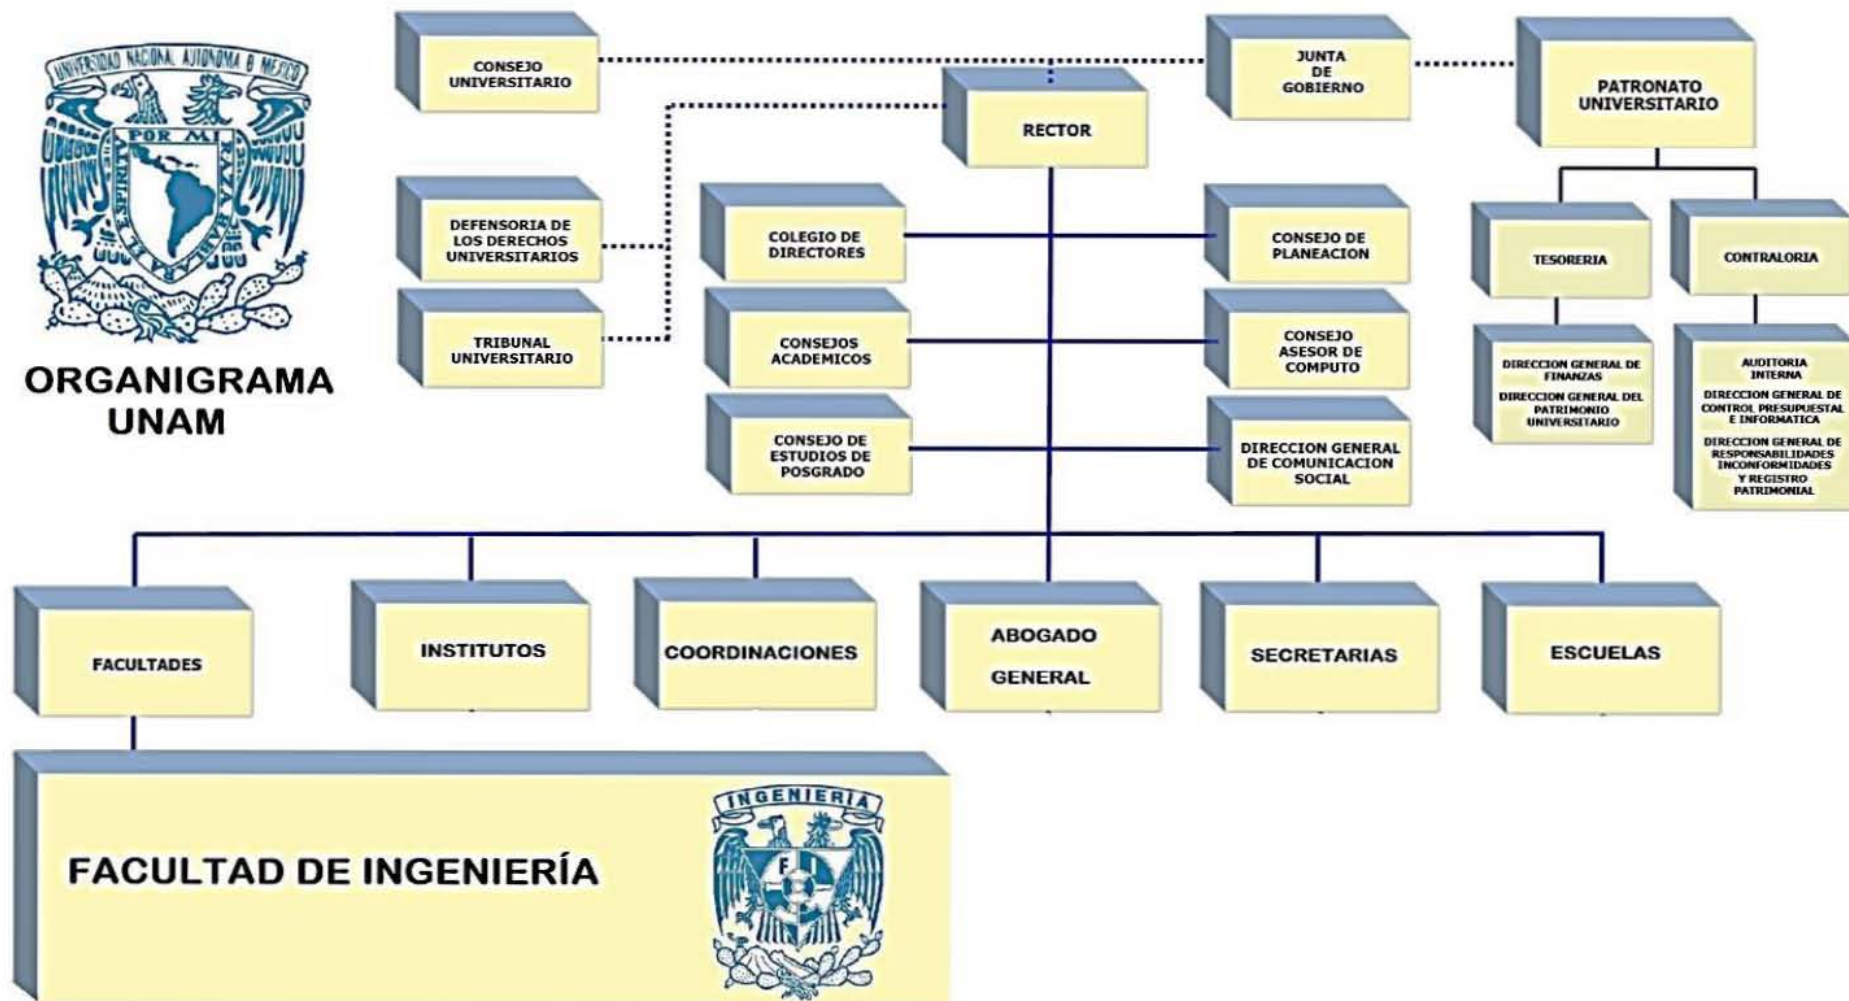 UNIVERSIDAD NACIONAL AUTONOMA D MEXICO
POR MI RAZA HABLARA EL ESPIRITU
ORGANIGRAMA
UNAM
CONSEJO
UNIVERSITARIO
JUNTA
DE
GOBIERNO
PATRONATO
UNIVERSITARIO
RECTOR
DEFENSORIA DE
LOS DERECHOS
UNIVERSITARIOS
COLEGIO DE
DIRECTORES
CONSEJO DE
PLANEACION
TESORERIA
CONTRALORIA
TRIBUNAL
UNIVERSITARIO
CONSEJOS
ACADEMICOS
CONSEJO
ASESOR DE
COMPUTO
DIRECCION GENERAL DE
FINANZAS
DIRECCION GENERAL DEL
PATRIMONIO
UNIVERSITARIO
AUDITORIA
INTERNA
DIRECCION GENERAL DE
CONTROL PRESUPUESTAL
E INFORMATICA
DIRECCION GENERAL DE
RESPONSABILIDADES
INCONFORMIDADES
Y REGISTRO
PATRIMONIAL
CONSEJO DE
ESTUDIOS DE
POSGRADO
DIRECCION GENERAL
DE COMUNICACION
SOCIAL
FACULTADES
INSTITUTOS
COORDINACIONES
ABOGADO
GENERAL
SECRETARIAS
ESCUELAS
FACULTAD DE INGENIERÍA
INGENIERÍA
F I